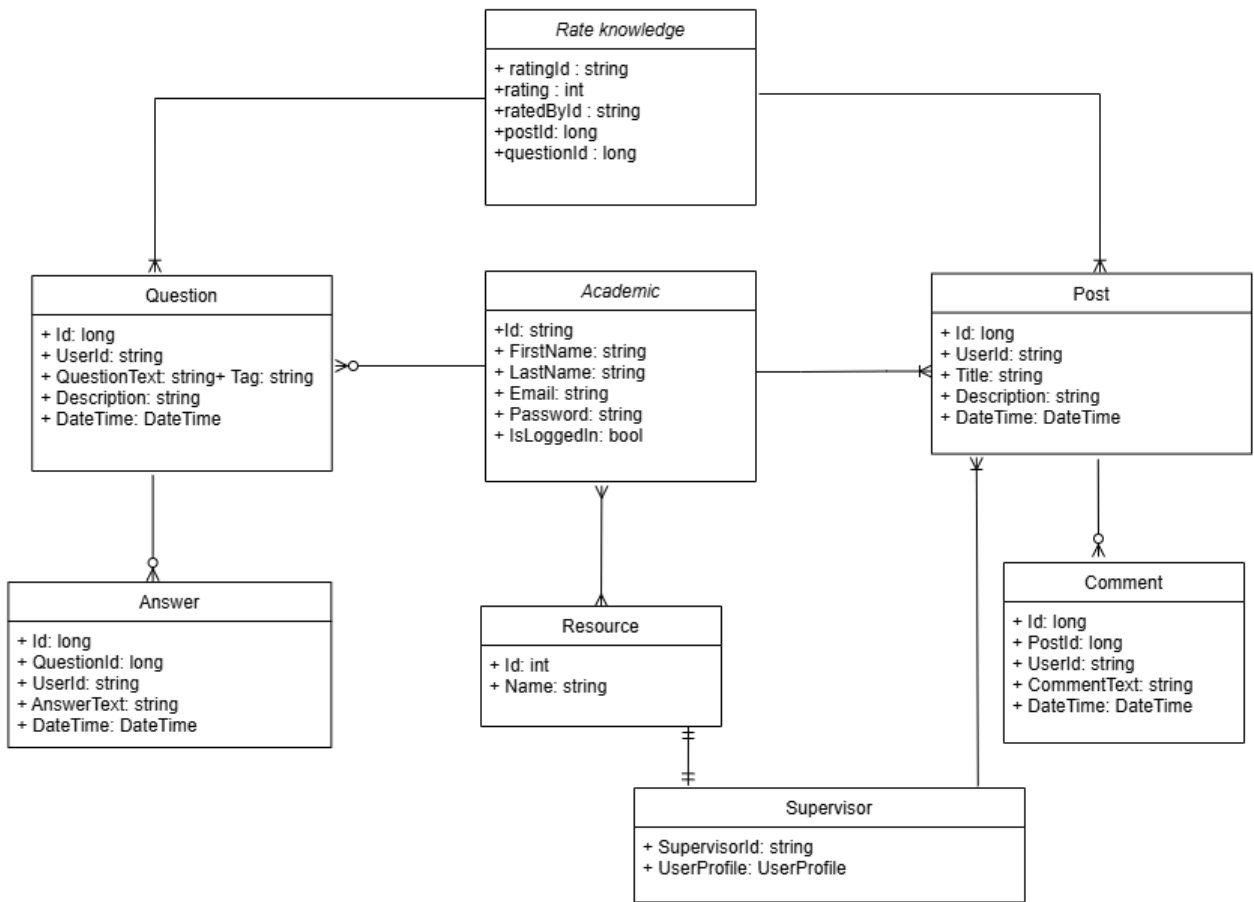 Rate knowledge
+ ratingId : string
+rating : int
+ratedById : string
+postId: long
+questionId : long
Question
+ Id: long
+ UserId: string
+ QuestionText: string+ Tag: string
+ Description: string
+ DateTime: DateTime
Academic
+Id: string
+ FirstName: string
+ LastName: string
+ Email: string
+ Password: string
+ IsLoggedIn: bool
Post
+ Id: long
+ UserId: string
+ Title: string
+ Description: string
+ DateTime: DateTime
Answer
+ Id: long
+ QuestionId: long
+ UserId: string
+ AnswerText: string
+ DateTime: DateTime
Resource
+ Id: int
+ Name: string
Comment
+ Id: long
+ PostId: long
+ UserId: string
+ CommentText: string
+ DateTime: DateTime
Supervisor
+ SupervisorId: string
+ UserProfile: UserProfile